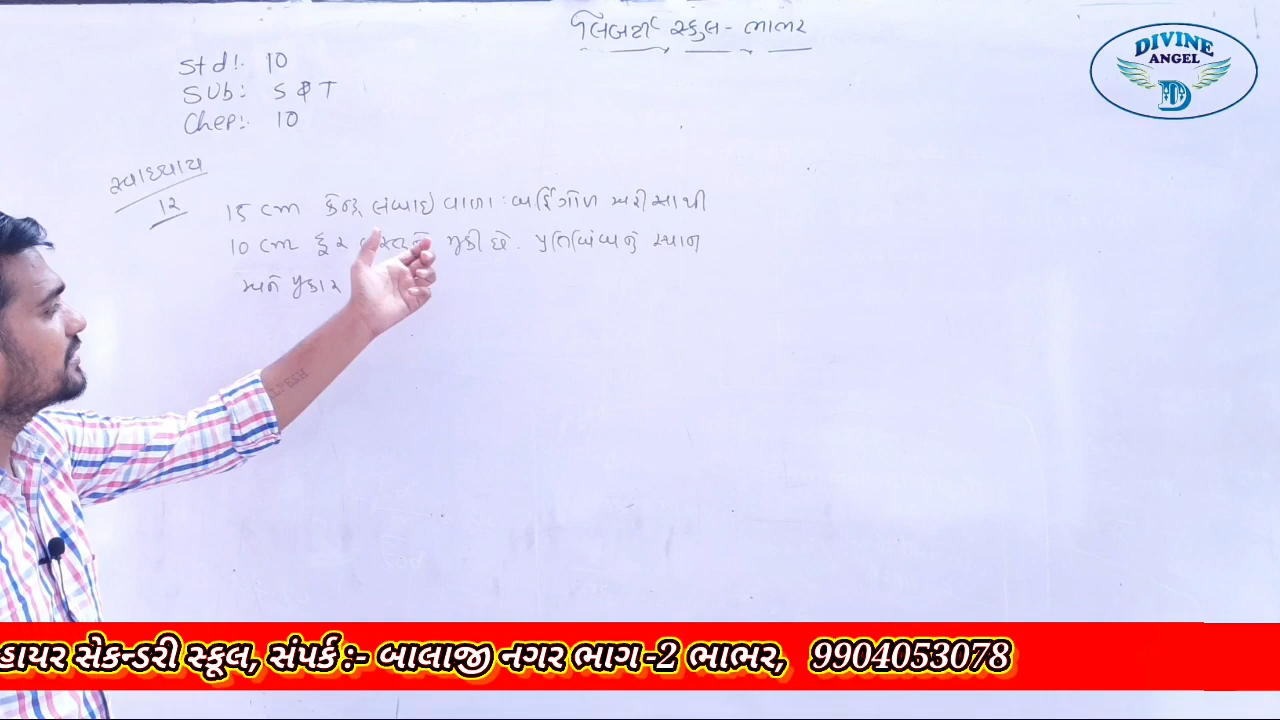 લિબર્ટી સ્કુલ - ભાભર
DIVINE
ANGEL
D
Std:. 10
Sub: S & T
Chep:. 10
સ્વાધ્યાય
12
15 cm કેન્દ્ર લંબાઇ વાળા બર્હિગોળ અરીસાથી
10 cm દૂર વસ્તુને મુકી છે. પ્રતિબિંબનું સ્થાન
અને પ્રકાર
હાયર સેકન્ડરી સ્કૂલ, સંપર્ક :- બાલાજી નગર ભાગ -2 ભાભર, 9904053078